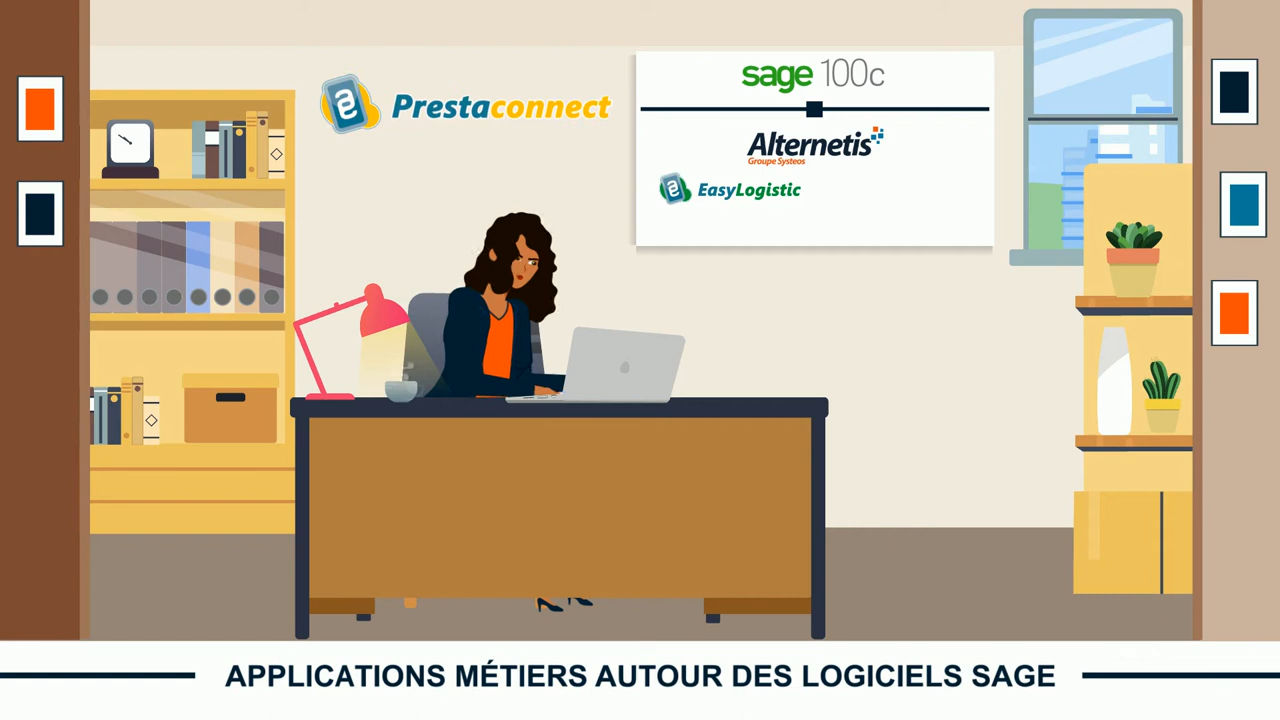 sage 100c
Prestaconnect
Alternetis
Groupe Systeos
EasyLogistic
APPLICATIONS MÉTIERS AUTOUR DES LOGICIELS SAGE